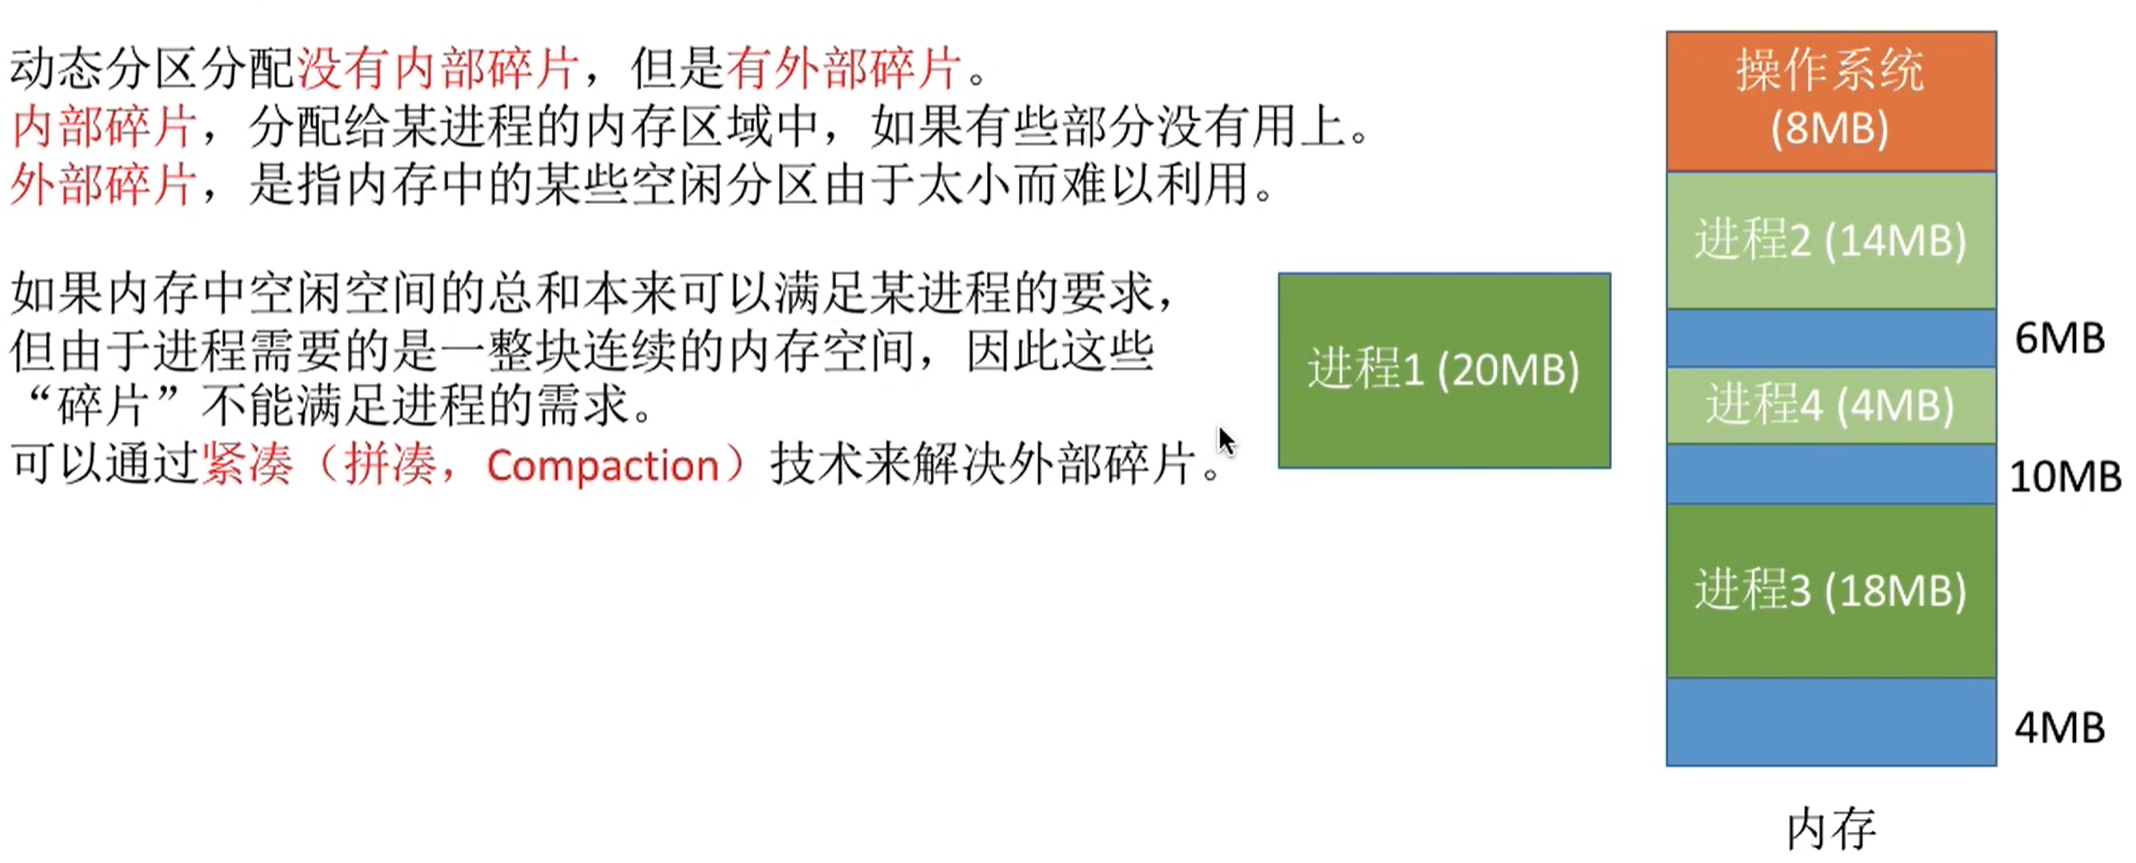 动态分区分配没有内部碎片，但是有外部碎片。
内部碎片，分配给某进程的内存区域中，如果有些部分没有用上。
外部碎片，是指内存中的某些空闲分区由于太小而难以利用。
如果内存中空闲空间的总和本来可以满足某进程的要求，
但由于进程需要的是一整块连续的内存空间，因此这些
“碎片”不能满足进程的需求。
可以通过紧凑（拼凑，Compaction）技术来解决外部碎片。
进程1 (20MB)
操作系统
(8MB)
进程2 (14MB)
6MB
进程4 (4MB)
10MB
进程3 (18MB)
4MB
内存